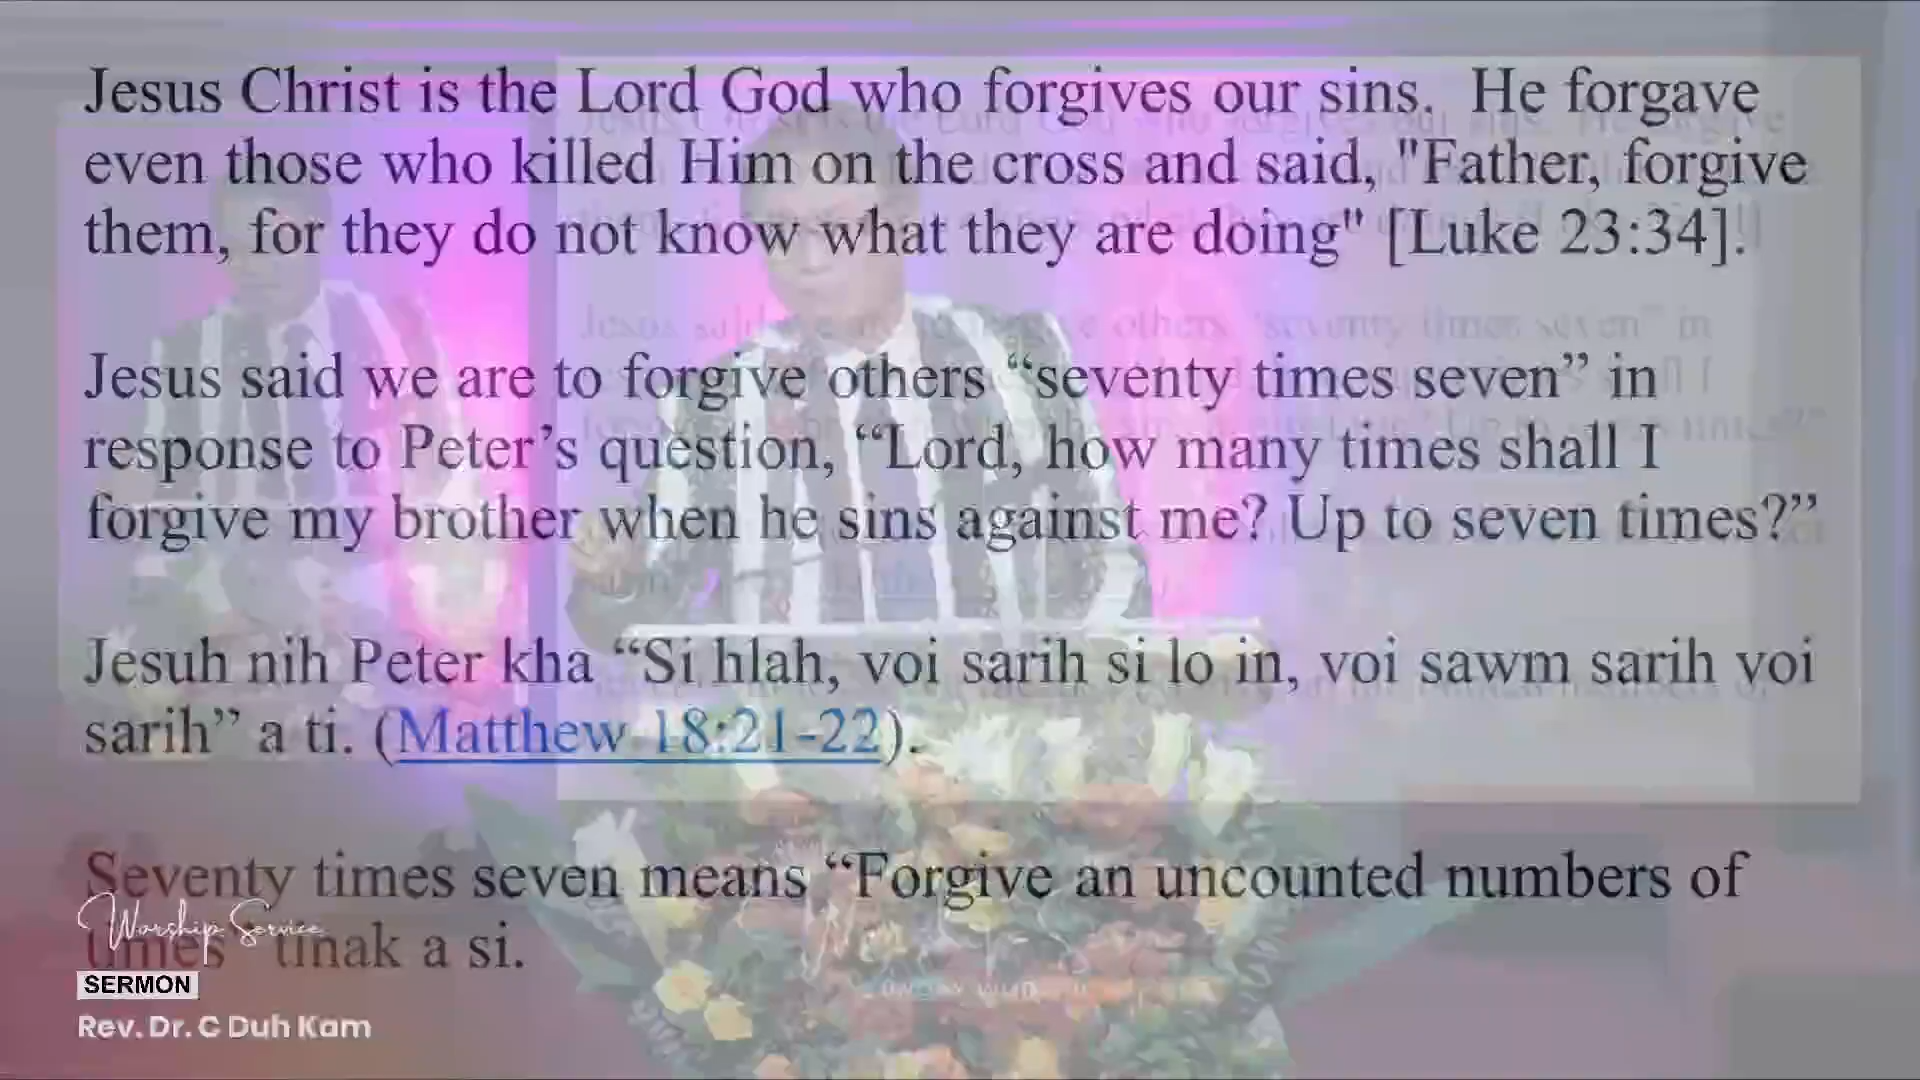 Jesus Christ is the Lord God who forgives our sins. He forgave
even those who killed Him on the cross and said, "Father, forgive
them, for they do not know what they are doing" [Luke 23:34].
Jesus said we are to forgive others “seventy times seven” in
response to Peter’s question, “Lord, how many times shall I
forgive my brother when he sins against me? Up to seven times?”
Jesuh nih Peter kha “Si hlah, voi sarih si lo in, voi sawm sarih voi
sarih” a ti. (Matthew 18:21-22).
Seventy times seven means “Forgive an uncounted numbers of
times” tinak a si.
Worship Service
SERMON
Rev. Dr. C Duh Kam